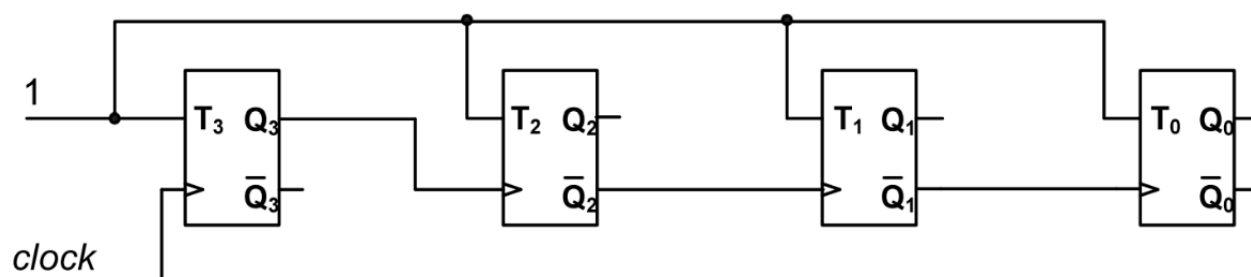 1
T₃ Q₃ T₂ Q₂ T₁ Q₁ T₀ Q₀
Q̅₃ Q̅₂ Q̅₁ Q̅₀
clock